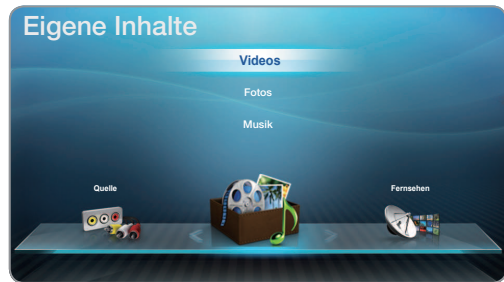 Eigene Inhalte
Videos
Fotos
Musik
Quelle
Fernsehen